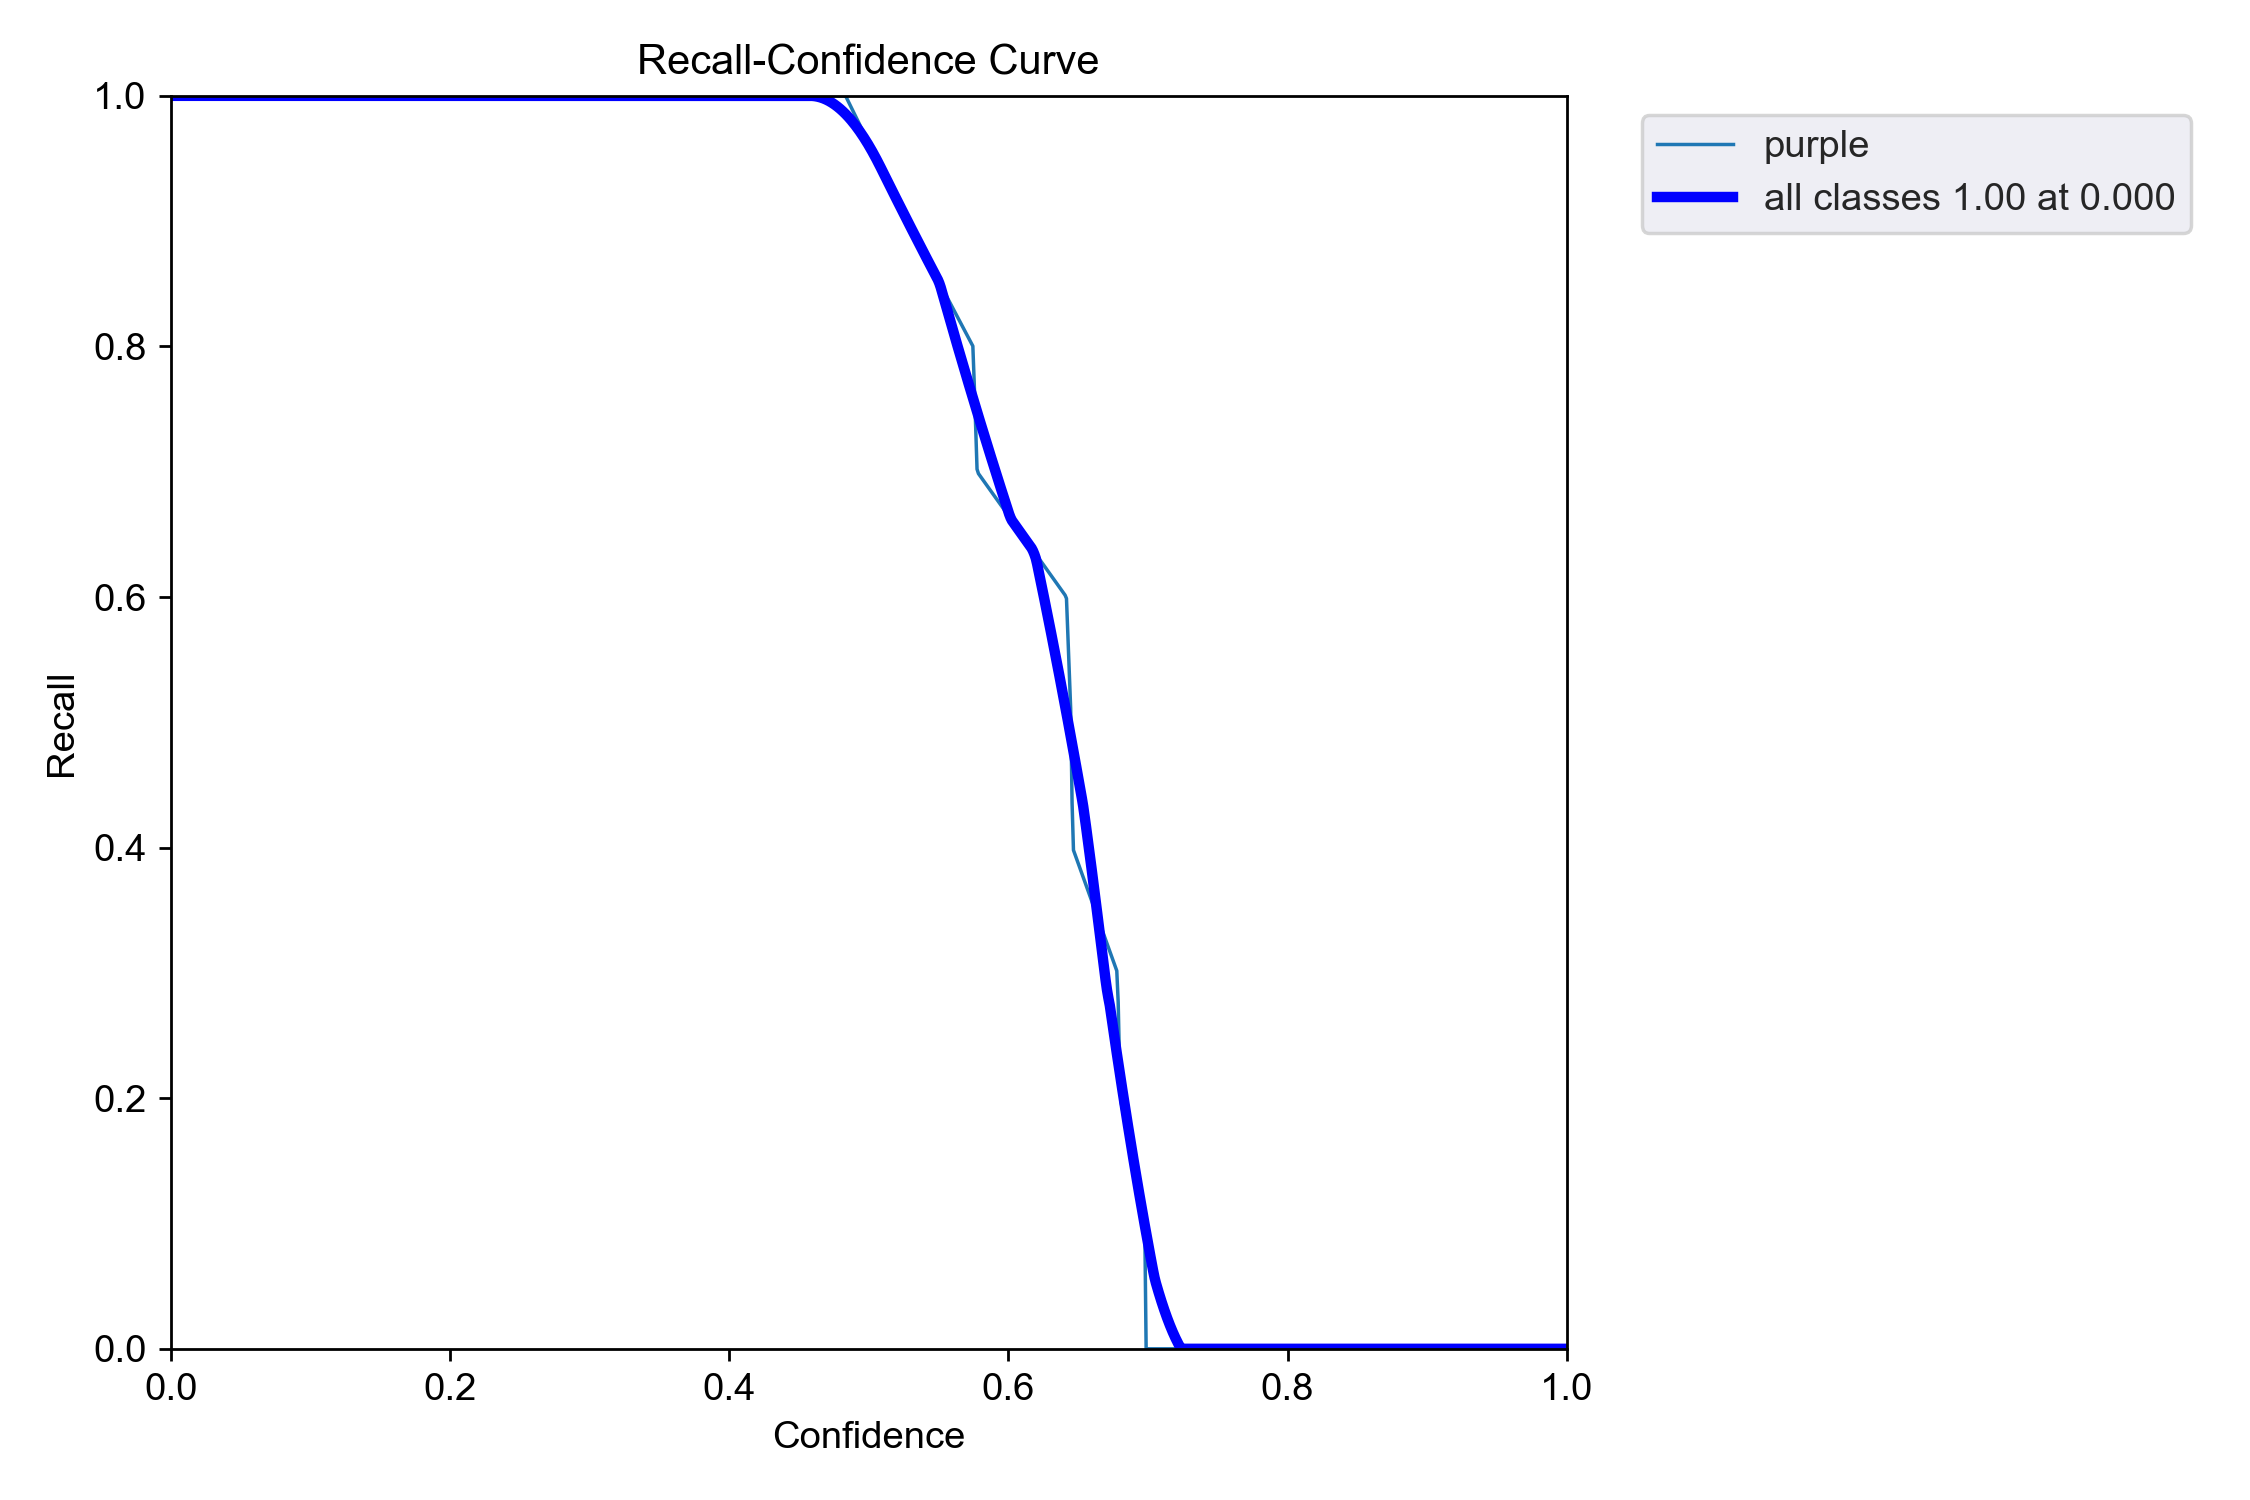 Recall-Confidence Curve
1.0
0.8
0.6
0.4
0.2
0.0
Recall
0.0 0.2 0.4 0.6 0.8 1.0
Confidence
purple
all classes 1.00 at 0.000